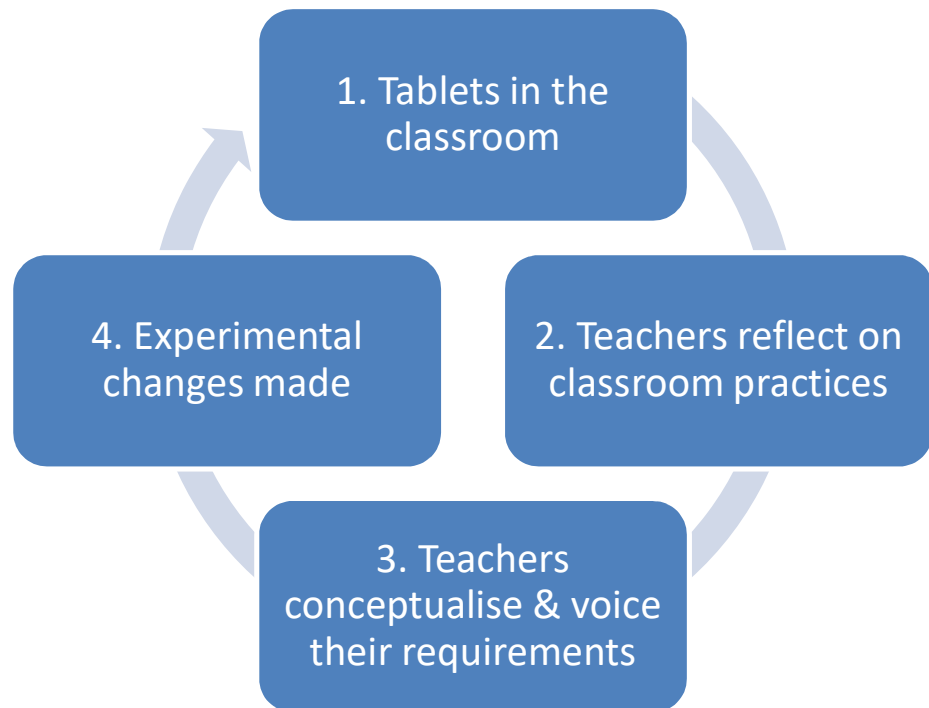 1. Tablets in the
classroom
2. Teachers reflect on
classroom practices
3. Teachers
conceptualise & voice
their requirements
4. Experimental
changes made